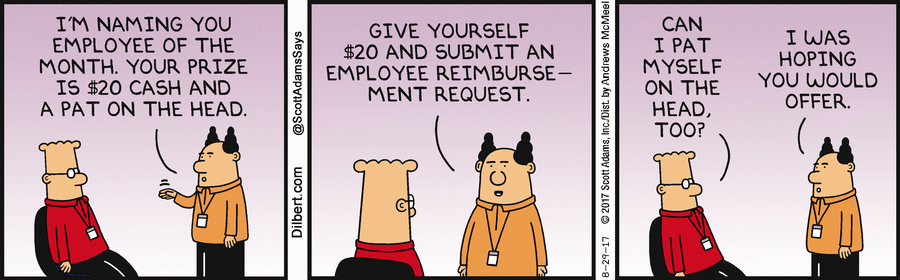 I'M NAMING YOU
EMPLOYEE OF THE
MONTH. YOUR PRIZE
IS $20 CASH AND
A PAT ON THE HEAD.
Dilbert.com @ScottAdamsSays
GIVE YOURSELF
$20 AND SUBMIT AN
EMPLOYEE REIMBURSE-
MENT REQUEST.
8-29-17 © 2017 Scott Adams, Inc./Dist. by Andrews McMeel
CAN
I PAT
MYSELF
ON THE
HEAD,
TOO?
I WAS
HOPING
YOU WOULD
OFFER.